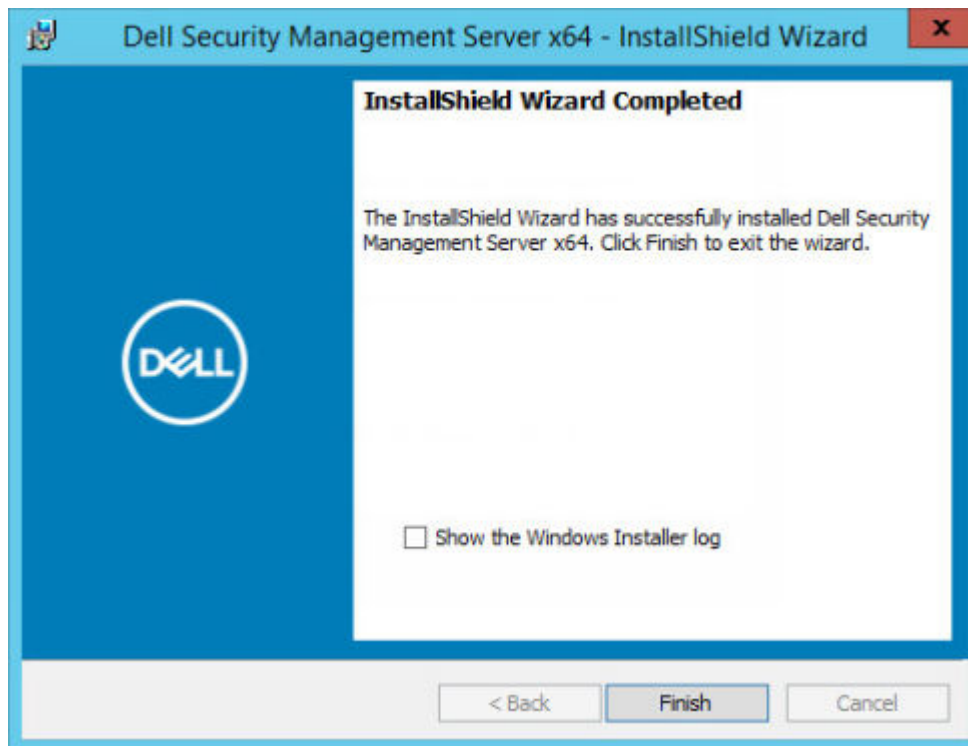 Dell Security Management Server x64 - InstallShield Wizard
x
InstallShield Wizard Completed
The InstallShield Wizard has successfully installed Dell Security
Management Server x64. Click Finish to exit the wizard.
DELL
Show the Windows Installer log
< Back
Finish
Cancel